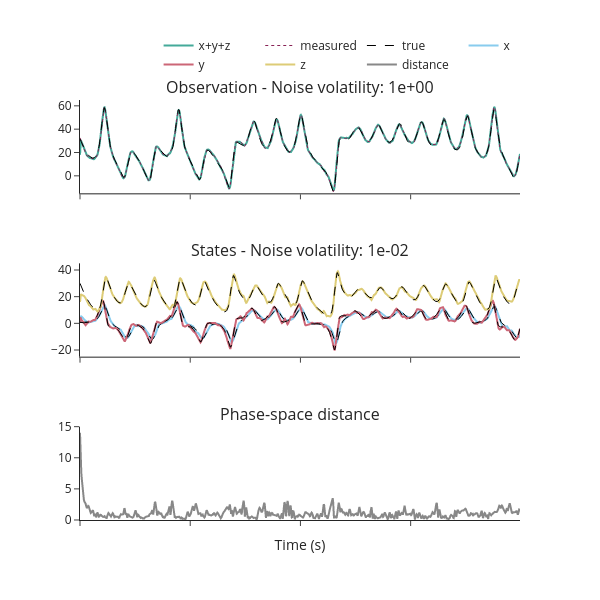 x+y+z measured true x
y z distance
Observation - Noise volatility: 1e+00
60
40
20
0
States - Noise volatility: 1e-02
40
20
0
−20
Phase-space distance
15
10
5
0
Time (s)